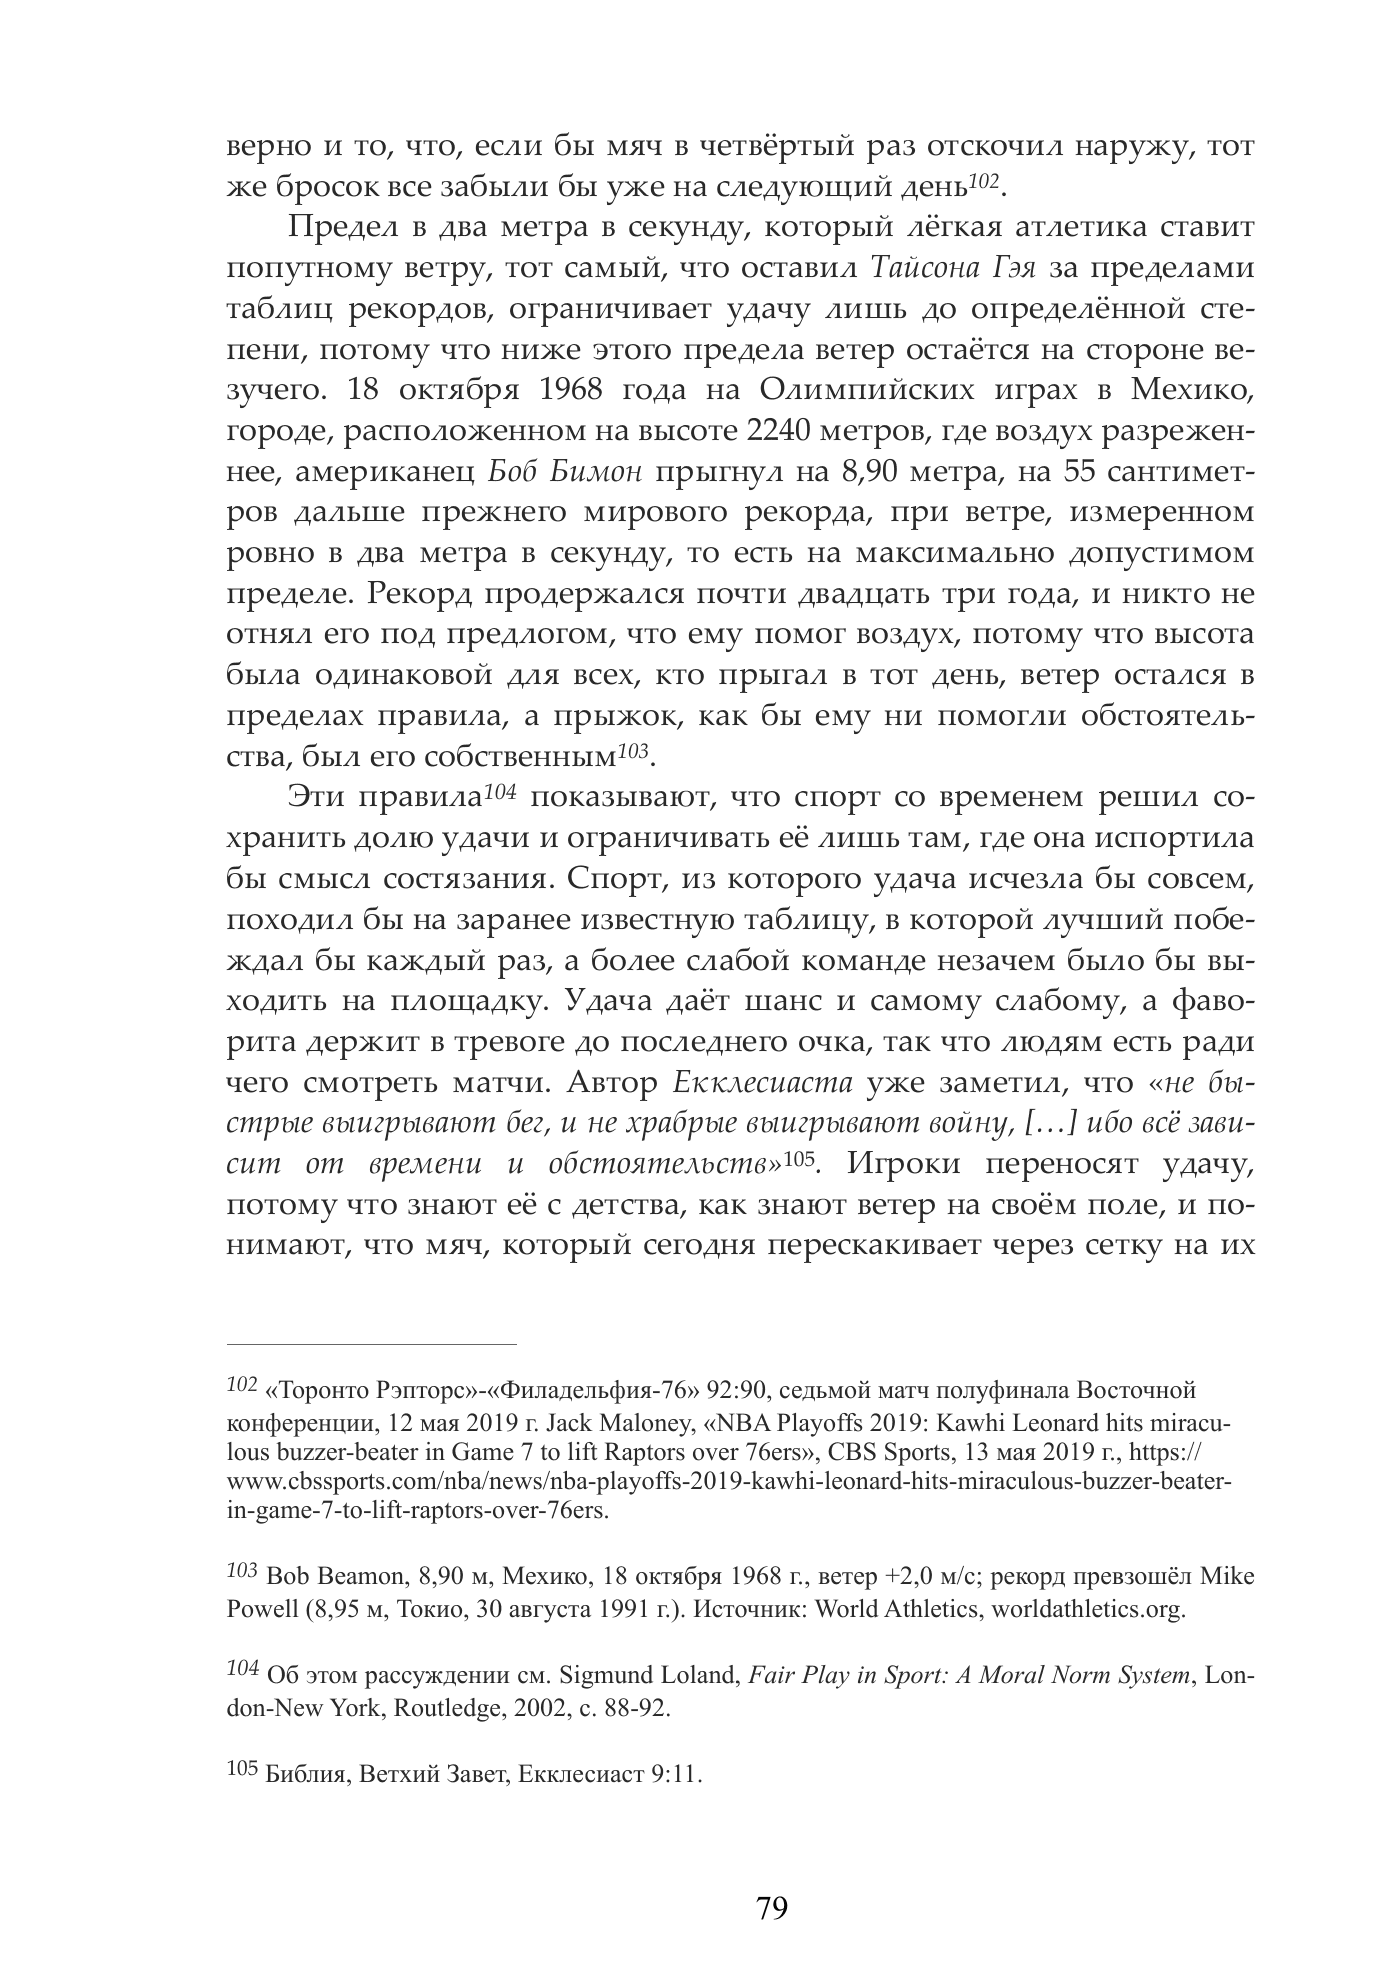 верно и то, что, если бы мяч в четвёртый раз отскочил наружу, тот
же бросок все забыли бы уже на следующий день102.
Предел в два метра в секунду, который лёгкая атлетика ставит
попутному ветру, тот самый, что оставил Тайсона Гэя за пределами
таблиц рекордов, ограничивает удачу лишь до определённой сте-
пени, потому что ниже этого предела ветер остаётся на стороне ве-
зучего. 18 октября 1968 года на Олимпийских играх в Мехико,
городе, расположенном на высоте 2240 метров, где воздух разрежен-
нее, американец Боб Бимон прыгнул на 8,90 метра, на 55 сантимет-
ров дальше прежнего мирового рекорда, при ветре, измеренном
ровно в два метра в секунду, то есть на максимально допустимом
пределе. Рекорд продержался почти двадцать три года, и никто не
отнял его под предлогом, что ему помог воздух, потому что высота
была одинаковой для всех, кто прыгал в тот день, ветер остался в
пределах правила, а прыжок, как бы ему ни помогли обстоятель-
ства, был его собственным103.
Эти правила104 показывают, что спорт со временем решил со-
хранить долю удачи и ограничивать её лишь там, где она испортила
бы смысл состязания. Спорт, из которого удача исчезла бы совсем,
походил бы на заранее известную таблицу, в которой лучший побе-
ждал бы каждый раз, а более слабой команде незачем было бы вы-
ходить на площадку. Удача даёт шанс и самому слабому, а фаво-
рита держит в тревоге до последнего очка, так что людям есть ради
чего смотреть матчи. Автор Екклесиаста уже заметил, что «не бы-
стрые выигрывают бег, и не храбрые выигрывают войну, […] ибо всё зави-
сит от времени и обстоятельств»105. Игроки переносят удачу,
потому что знают её с детства, как знают ветер на своём поле, и по-
нимают, что мяч, который сегодня перескакивает через сетку на их
102 «Торонто Рэпторс»-«Филадельфия-76» 92:90, седьмой матч полуфинала Восточной
конференции, 12 мая 2019 г. Jack Maloney, «NBA Playoffs 2019: Kawhi Leonard hits miracu-
lous buzzer-beater in Game 7 to lift Raptors over 76ers», CBS Sports, 13 мая 2019 г., https://
www.cbssports.com/nba/news/nba-playoffs-2019-kawhi-leonard-hits-miraculous-buzzer-beater-
in-game-7-to-lift-raptors-over-76ers.
103 Bob Beamon, 8,90 м, Мехико, 18 октября 1968 г., ветер +2,0 м/с; рекорд превзошёл Mike
Powell (8,95 м, Токио, 30 августа 1991 г.). Источник: World Athletics, worldathletics.org.
104 Об этом рассуждении см. Sigmund Loland, Fair Play in Sport: A Moral Norm System, Lon-
don-New York, Routledge, 2002, с. 88-92.
105 Библия, Ветхий Завет, Екклесиаст 9:11.
79